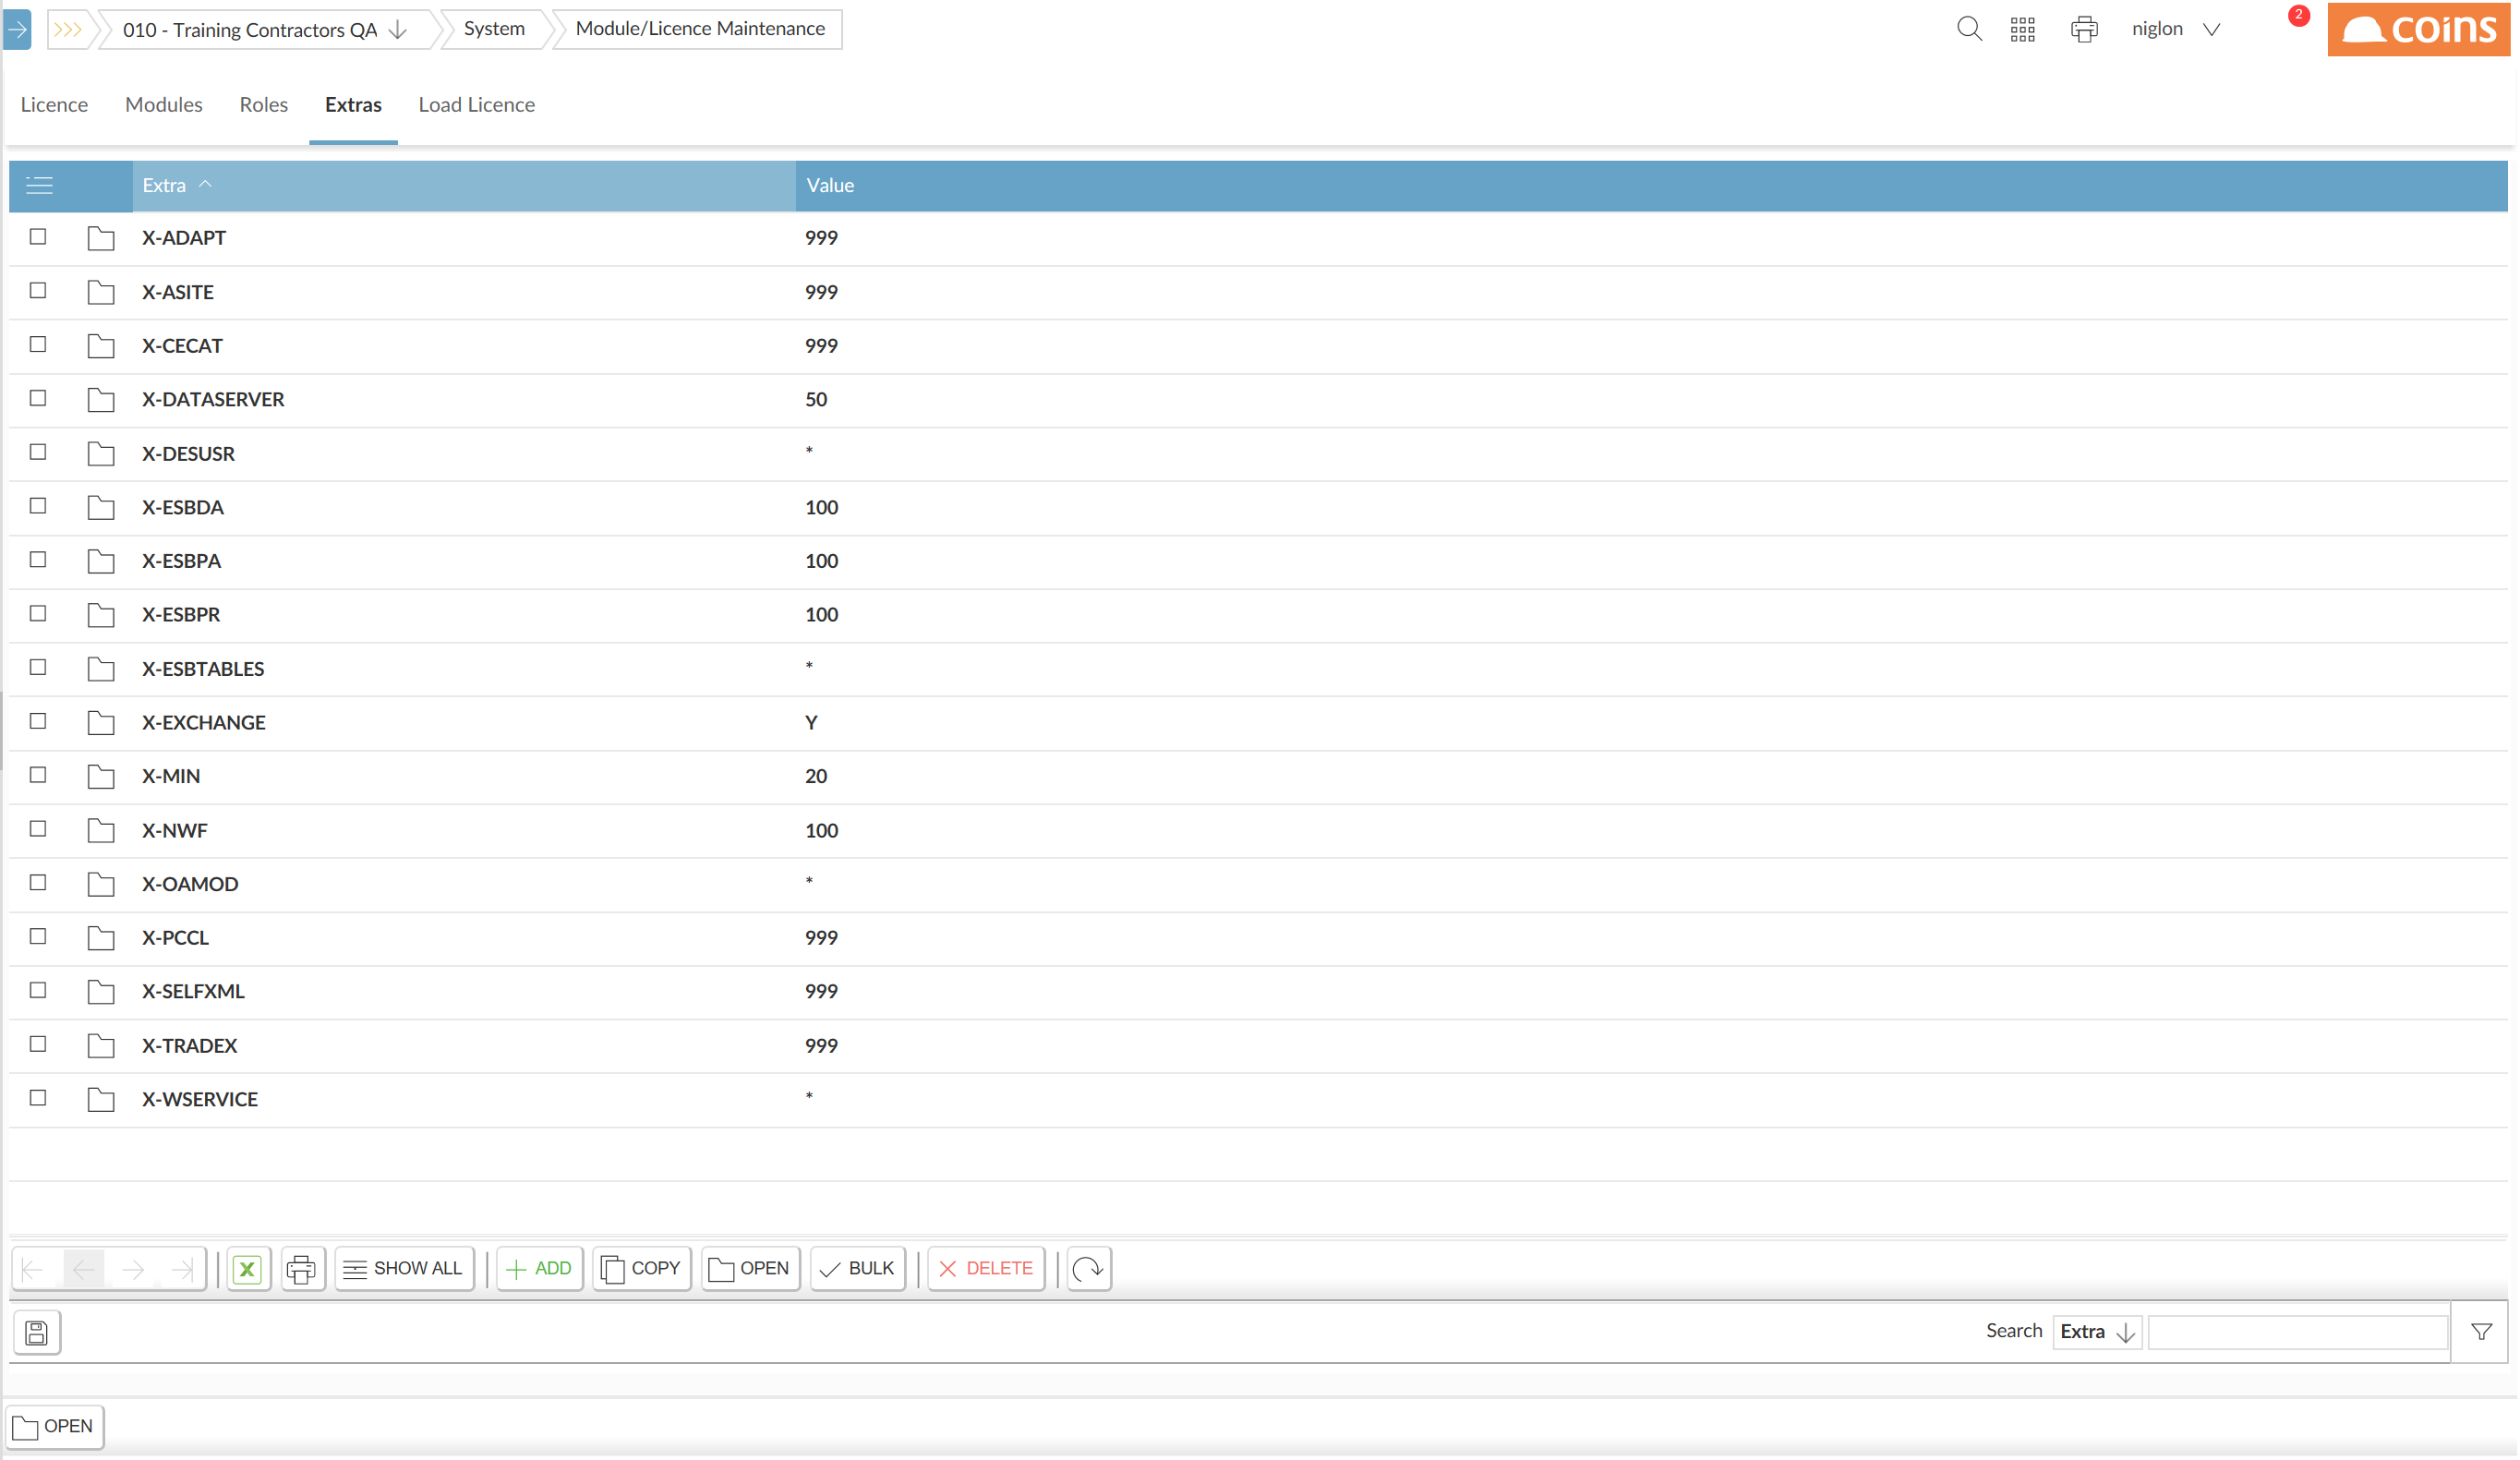 010 - Training Contractors QA System Module/Licence Maintenance niglon 2 coins
Licence Modules Roles Extras Load Licence
Extra Value
X-ADAPT 999
X-ASITE 999
X-CECAT 999
X-DATASERVER 50
X-DESUSR *
X-ESBDA 100
X-ESBPA 100
X-ESBPR 100
X-ESBTABLES *
X-EXCHANGE Y
X-MIN 20
X-NWF 100
X-OAMOD *
X-PCCL 999
X-SELFXML 999
X-TRADEX 999
X-WSERVICE *
X SHOW ALL ADD COPY OPEN BULK DELETE
Search Extra
OPEN